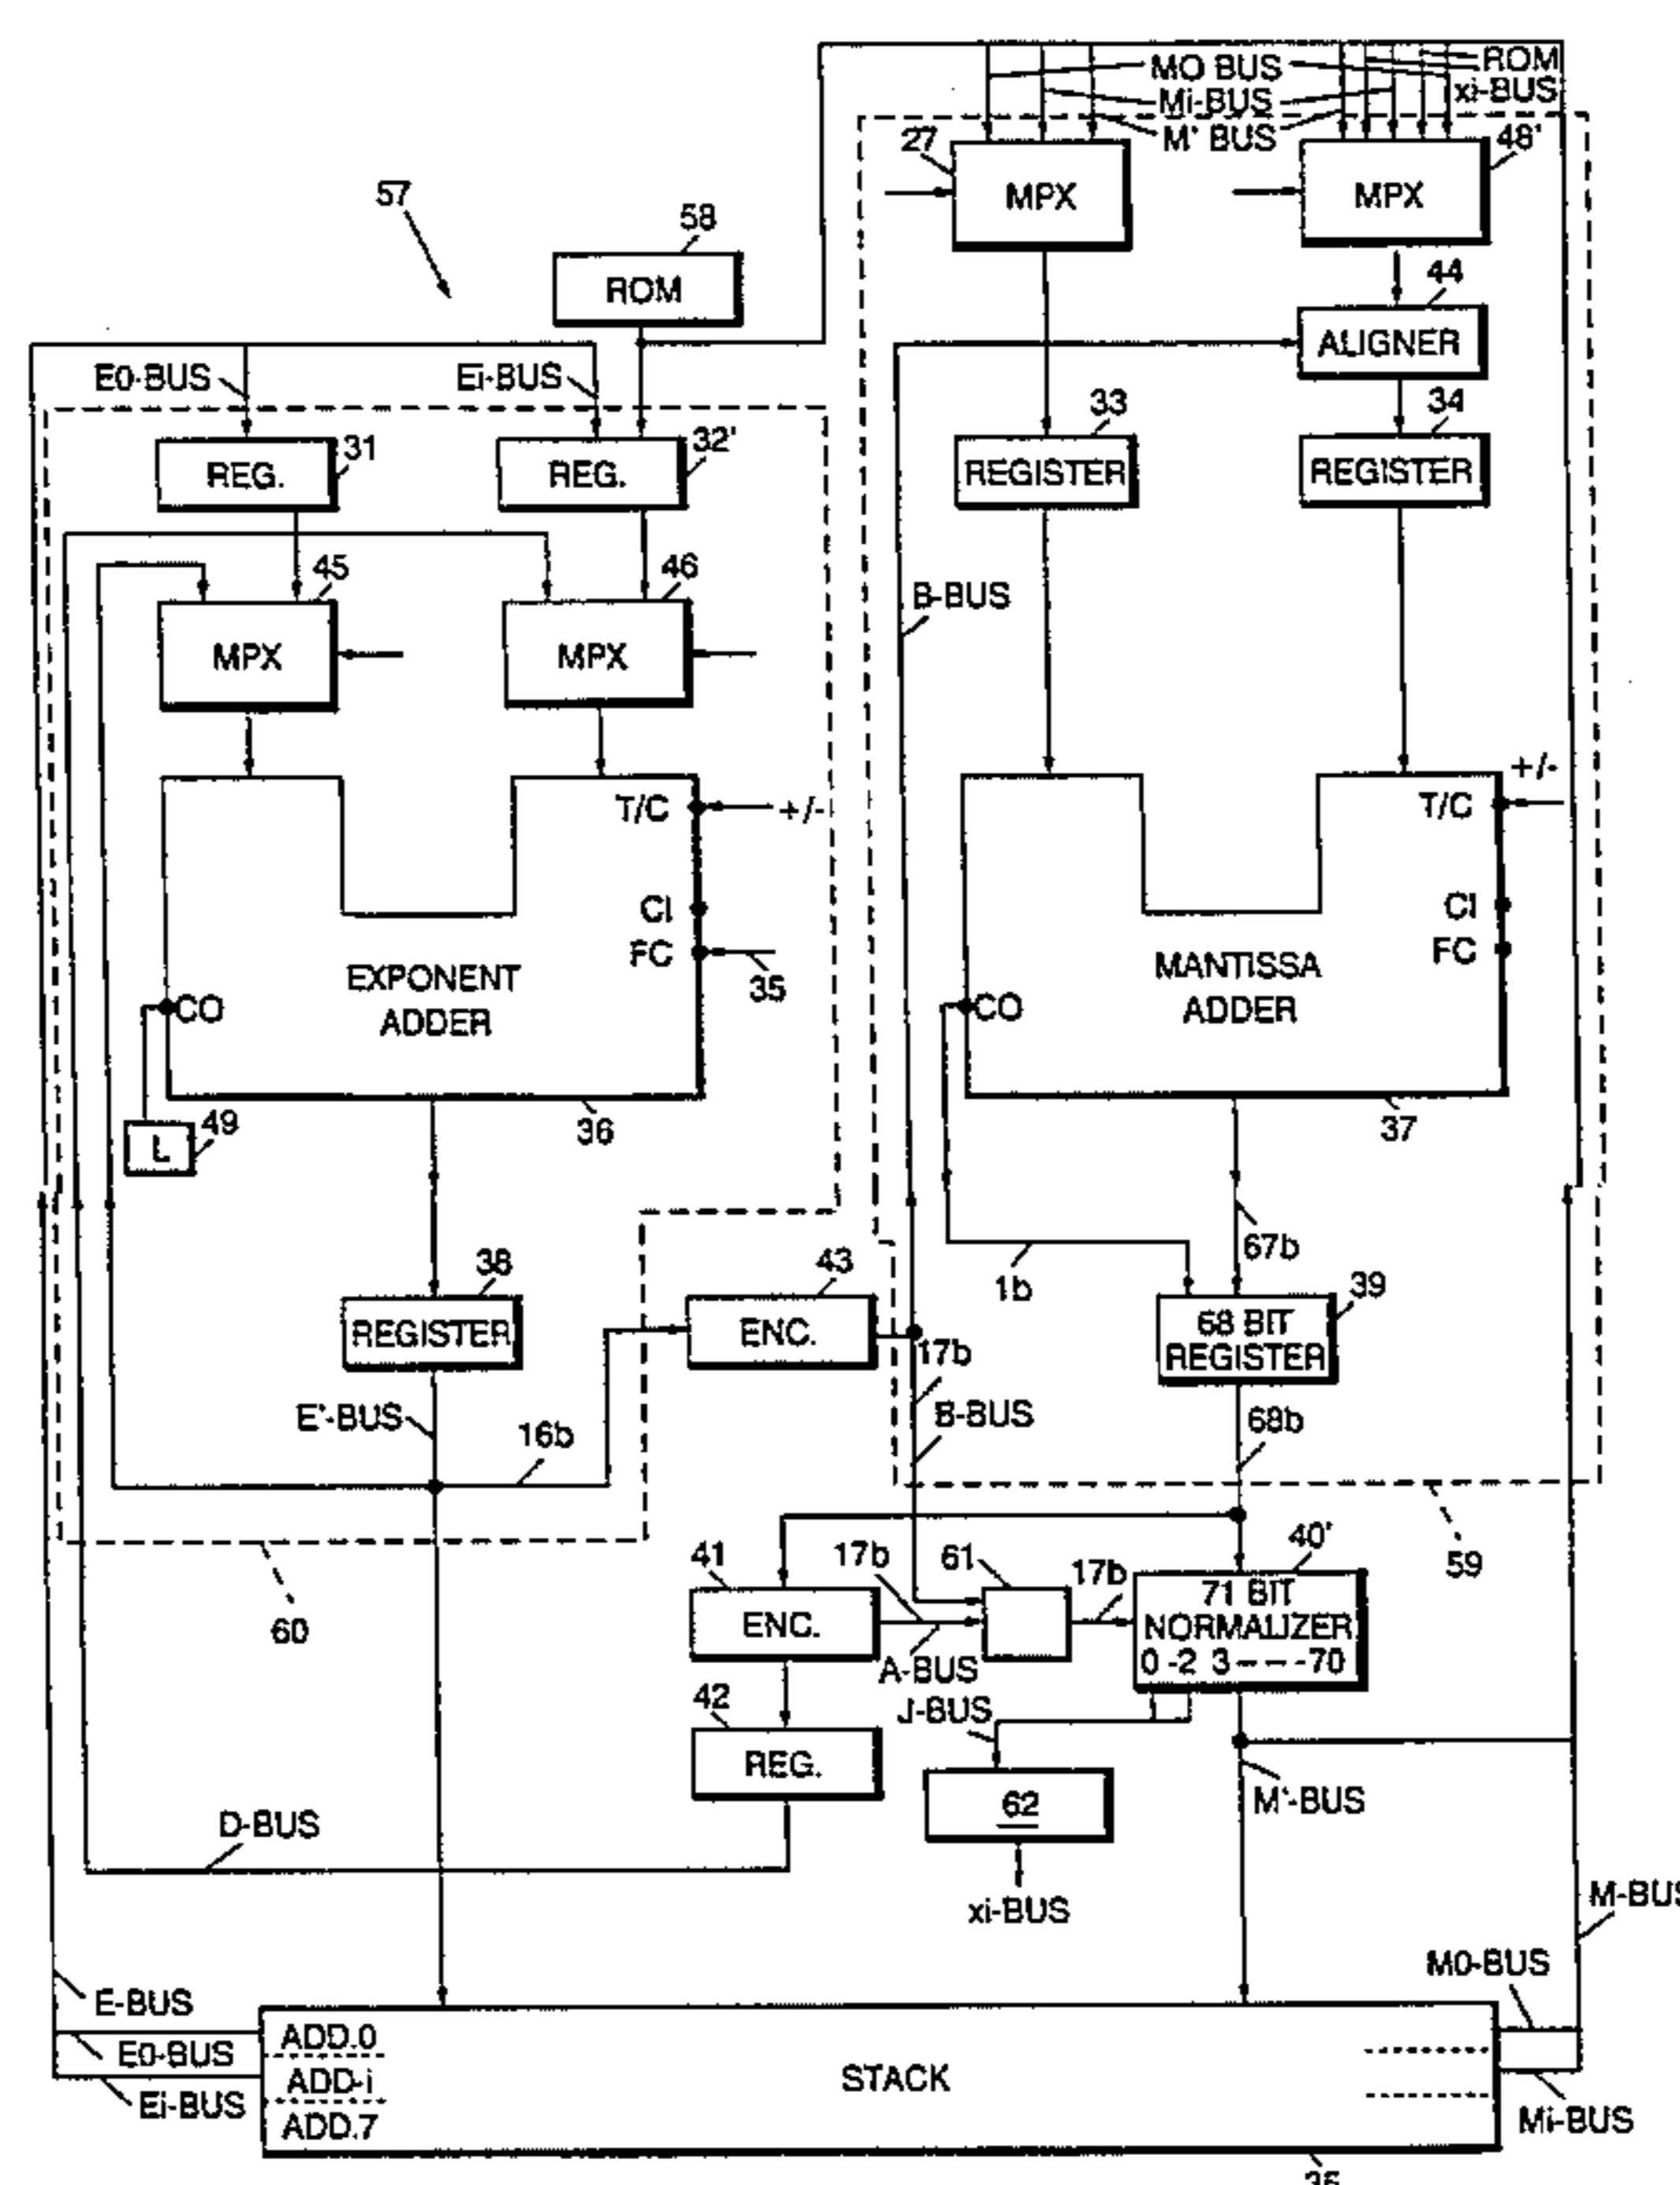 MO BUS
ROM
Mi-BUS
xi-BUS
M' BUS
27
MPX
48'
MPX
57
58
ROM
44
ALIGNER
E0-BUS
Ei-BUS
31
REG.
32'
REG.
33
REGISTER
34
REGISTER
45
MPX
46
MPX
B-BUS
T/C
+/-
CI
FC
35
EXPONENT
ADDER
CO
L
49
36
T/C
+/-
CI
FC
MANTISSA
ADDER
CO
37
67b
1b
38
REGISTER
43
ENC.
17b
39
68 BIT
REGISTER
E'-BUS
16b
B-BUS
68b
59
60
41
ENC.
17b
A-BUS
61
17b
40'
71 BIT
NORMALIZER
0 -2 3 - - - -70
42
REG.
J-BUS
62
M'-BUS
D-BUS
xi-BUS
M-BUS
E-BUS
M0-BUS
E0-BUS
Ei-BUS
ADD.0
ADD-i
ADD.7
STACK
Mi-BUS